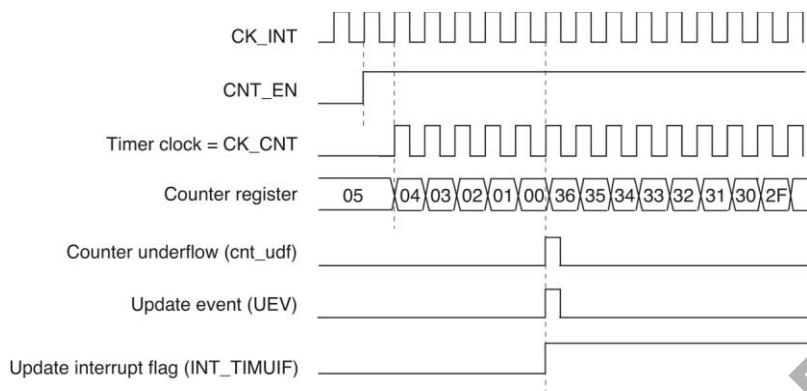 CK_INT
CNT_EN
Timer clock = CK_CNT
Counter register 05 04 03 02 01 00 36 35 34 33 32 31 30 2F
Counter underflow (cnt_udf)
Update event (UEV)
Update interrupt flag (INT_TIMUIF)